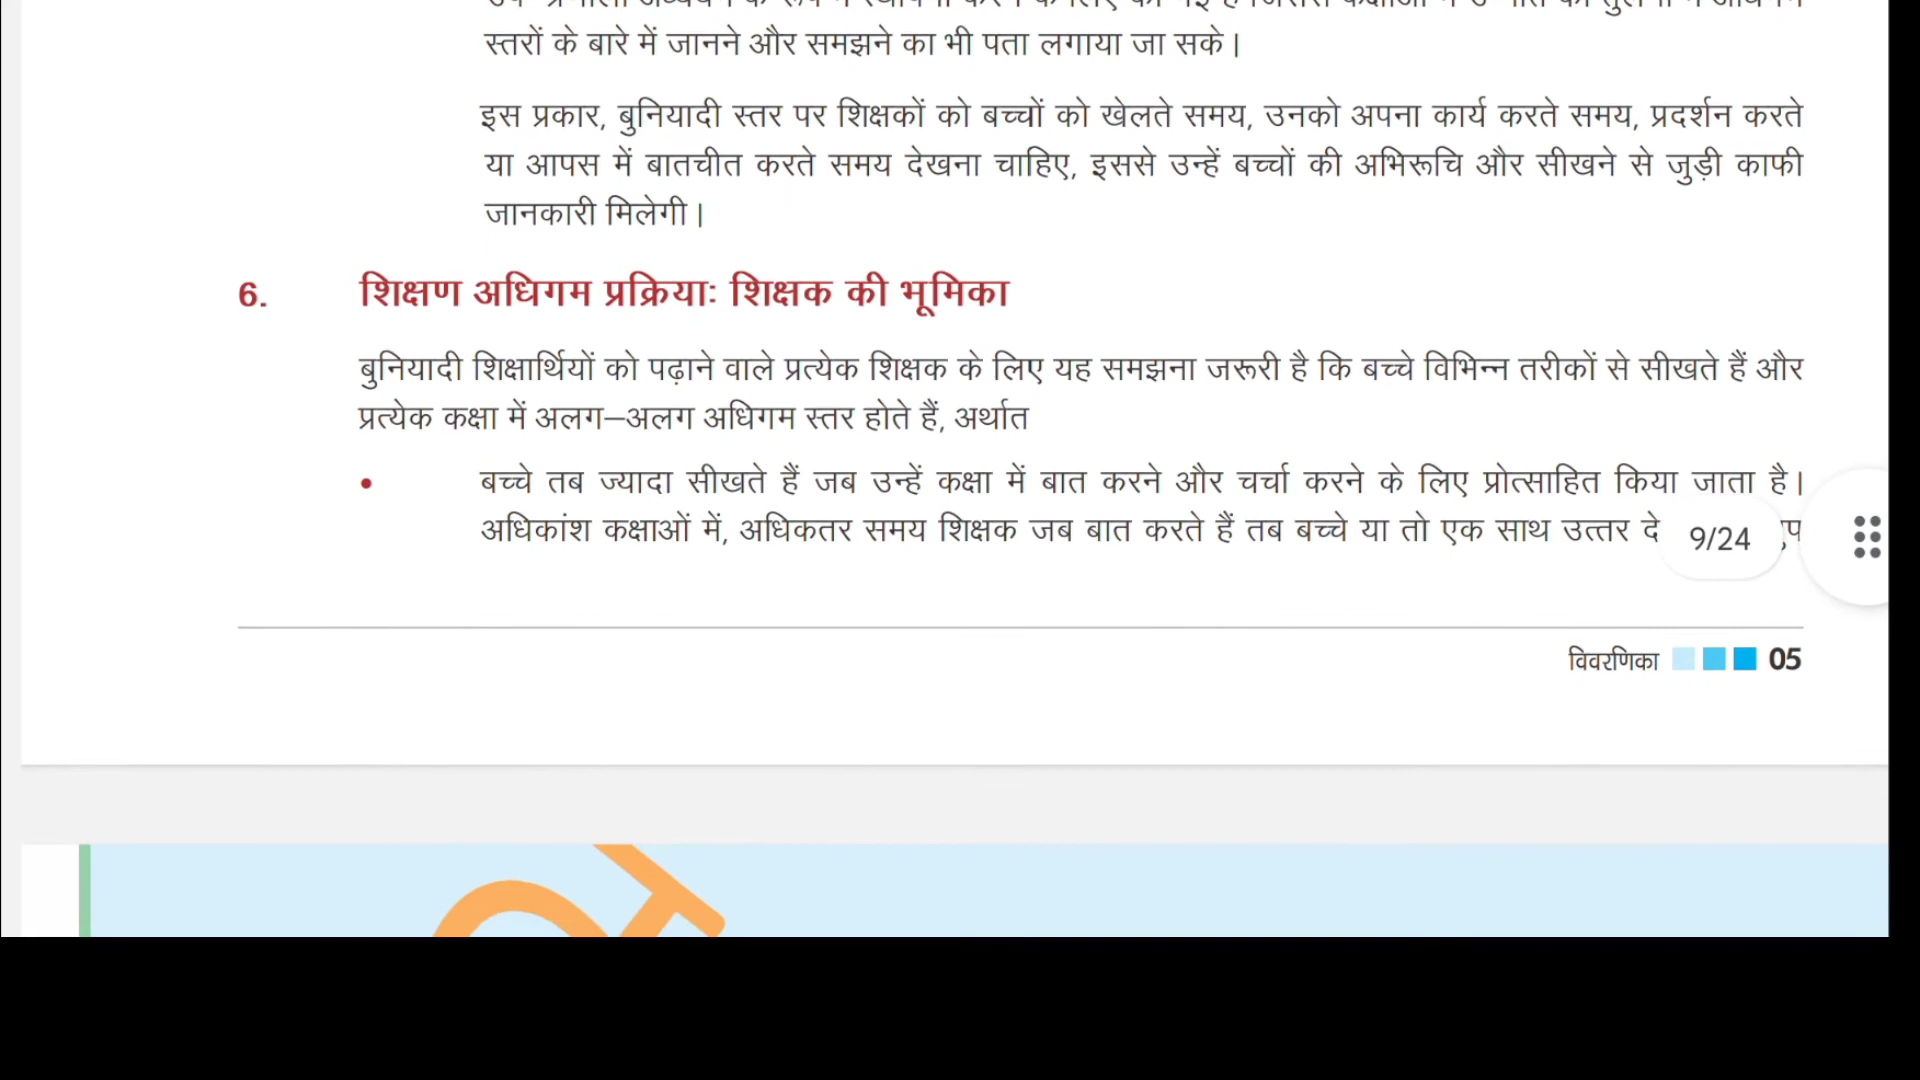 स्तरों के बारे में जानने और समझने का भी पता लगाया जा सके।
इस प्रकार, बुनियादी स्तर पर शिक्षकों को बच्चों को खेलते समय, उनको अपना कार्य करते समय, प्रदर्शन करते
या आपस में बातचीत करते समय देखना चाहिए, इससे उन्हें बच्चों की अभिरूचि और सीखने से जुड़ी काफी
जानकारी मिलेगी।
6. शिक्षण अधिगम प्रक्रियाः शिक्षक की भूमिका
बुनियादी शिक्षार्थियों को पढ़ाने वाले प्रत्येक शिक्षक के लिए यह समझना जरूरी है कि बच्चे विभिन्न तरीकों से सीखते हैं और
प्रत्येक कक्षा में अलग–अलग अधिगम स्तर होते हैं, अर्थात
• बच्चे तब ज्यादा सीखते हैं जब उन्हें कक्षा में बात करने और चर्चा करने के लिए प्रोत्साहित किया जाता है।
अधिकांश कक्षाओं में, अधिकतर समय शिक्षक जब बात करते हैं तब बच्चे या तो एक साथ उत्तर दे
9/24
विवरणिका 05